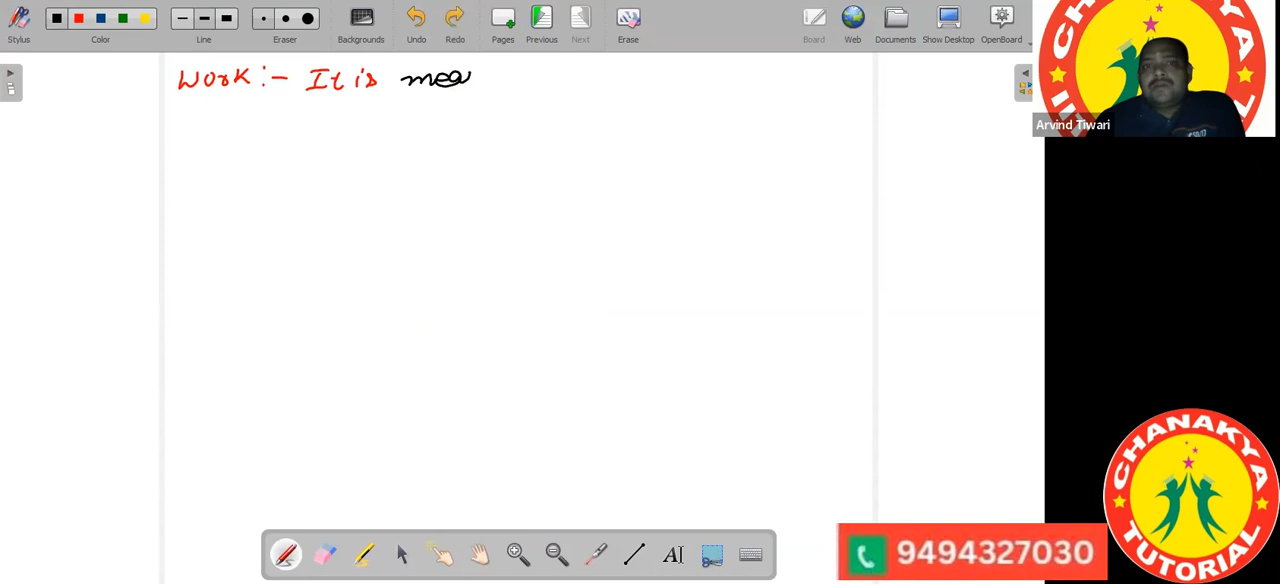 Stylus Color Line Eraser Backgrounds Undo Redo Pages Previous Next Erase Board Web Documents Show Desktop OpenBoard
Work :- It is mea
Arvind Tiwari
CHANAKYA
TUTORIAL
9494327030